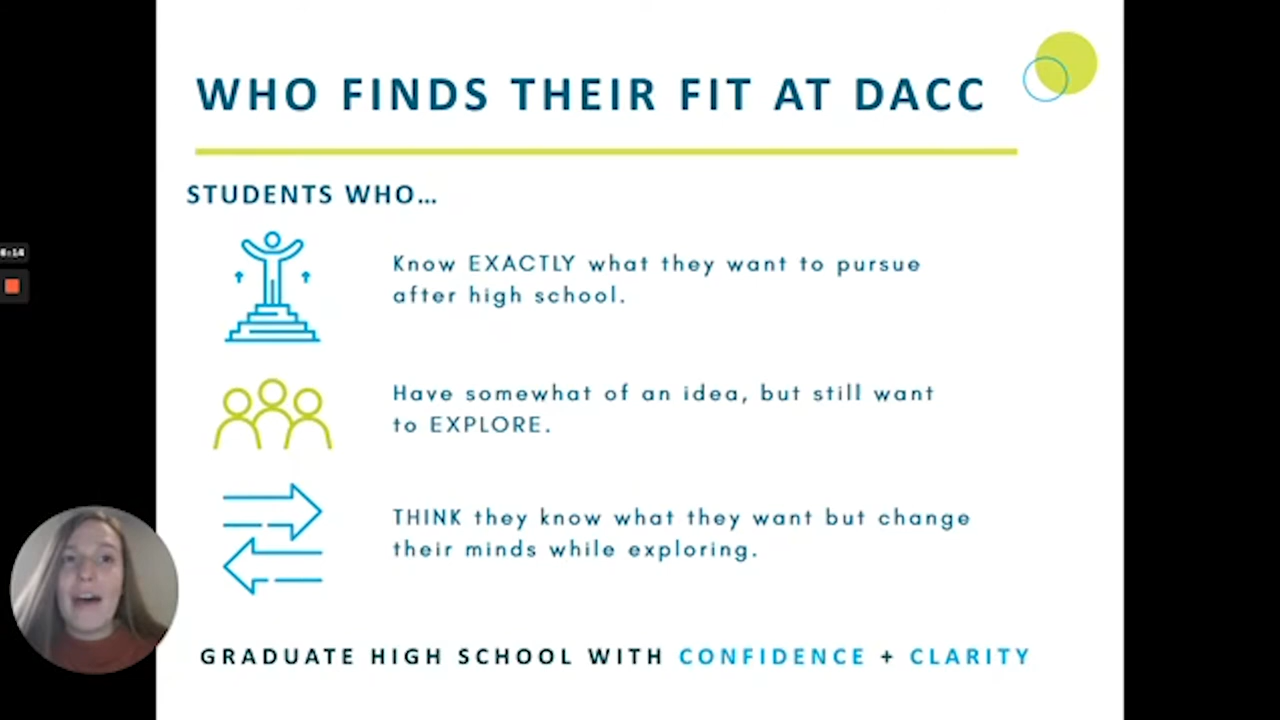 WHO FINDS THEIR FIT AT DACC
STUDENTS WHO…
Know EXACTLY what they want to pursue
after high school.
Have somewhat of an idea, but still want
to EXPLORE.
THINK they know what they want but change
their minds while exploring.
GRADUATE HIGH SCHOOL WITH CONFIDENCE + CLARITY